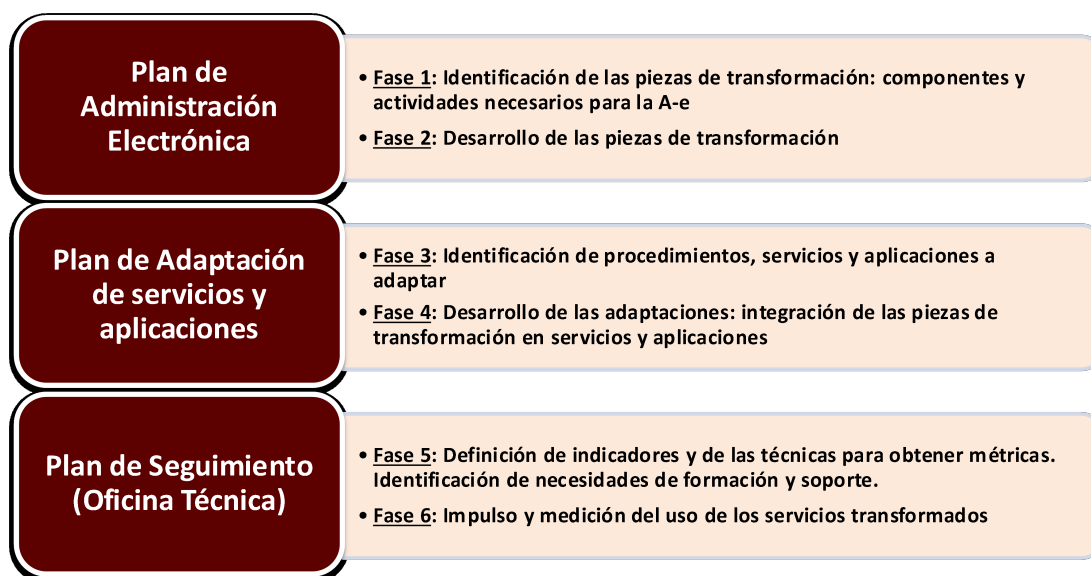 Plan de
Administración
Electrónica
• Fase 1: Identificación de las piezas de transformación: componentes y
actividades necesarios para la A-e
• Fase 2: Desarrollo de las piezas de transformación
Plan de Adaptación
de servicios y
aplicaciones
• Fase 3: Identificación de procedimientos, servicios y aplicaciones a
adaptar
• Fase 4: Desarrollo de las adaptaciones: integración de las piezas de
transformación en servicios y aplicaciones
Plan de Seguimiento
(Oficina Técnica)
• Fase 5: Definición de indicadores y de las técnicas para obtener métricas.
Identificación de necesidades de formación y soporte.
• Fase 6: Impulso y medición del uso de los servicios transformados